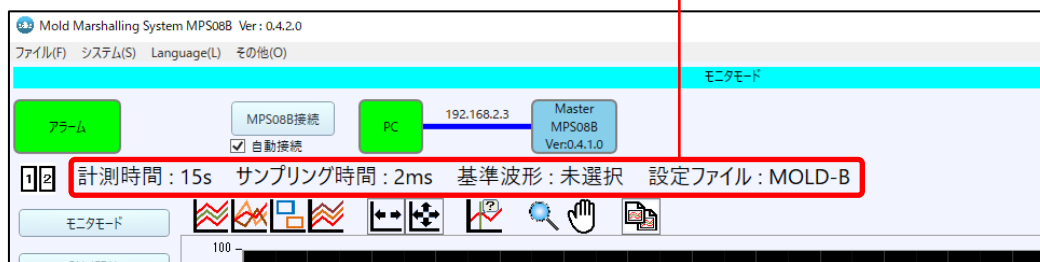 Mold Marshalling System MPS08B Ver : 0.4.2.0
ファイル(F) システム(S) Language(L) その他(O)
モニタモード
アラーム
MPS08B接続
自動接続
PC
192.168.2.3
Master
MPS08B
Ver:0.4.1.0
1 2
計測時間 : 15s サンプリング時間 : 2ms 基準波形 : 未選択 設定ファイル : MOLD-B
モニタモード
100